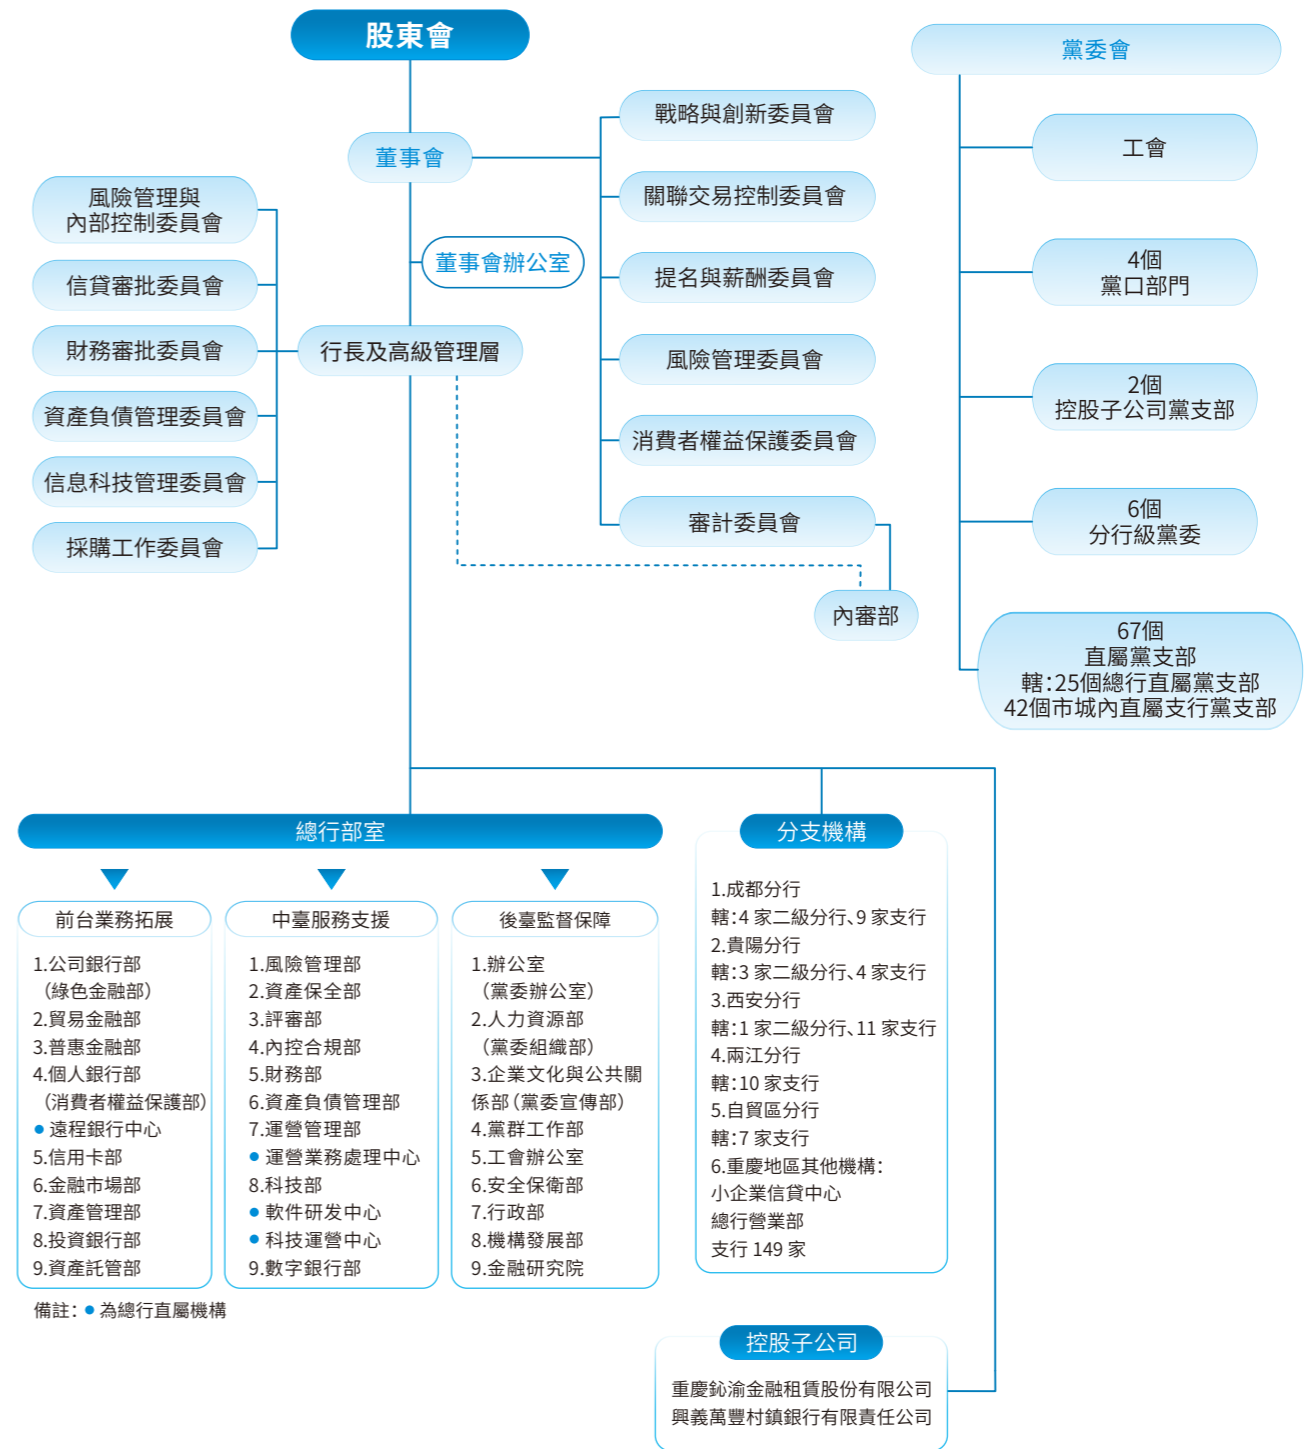 股東會
董事會
董事會辦公室
行長及高級管理層
風險管理與
內部控制委員會
信貸審批委員會
財務審批委員會
資產負債管理委員會
信息科技管理委員會
採購工作委員會
戰略與創新委員會
關聯交易控制委員會
提名與薪酬委員會
風險管理委員會
消費者權益保護委員會
審計委員會
內審部
黨委會
工會
4個
黨口部門
2個
控股子公司黨支部
6個
分行級黨委
67個
直屬黨支部
轄：25個總行直屬黨支部
42個市城內直屬支行黨支部
總行部室
前台業務拓展
1.公司銀行部
（綠色金融部）
2.貿易金融部
3.普惠金融部
4.個人銀行部
（消費者權益保護部）
● 遠程銀行中心
5.信用卡部
6.金融市場部
7.資產管理部
8.投資銀行部
9.資產託管部
中臺服務支援
1.風險管理部
2.資產保全部
3.評審部
4.內控合規部
5.財務部
6.資產負債管理部
7.運營管理部
● 運營業務處理中心
8.科技部
● 軟件研发中心
● 科技運營中心
9.數字銀行部
後臺監督保障
1.辦公室
（黨委辦公室）
2.人力資源部
（黨委組織部）
3.企業文化與公共關
係部（黨委宣傳部）
4.黨群工作部
5.工會辦公室
6.安全保衛部
7.行政部
8.機構發展部
9.金融研究院
備註：● 為總行直屬機構
分支機構
1.成都分行
轄：4 家二級分行、9 家支行
2.貴陽分行
轄：3 家二級分行、4 家支行
3.西安分行
轄：1 家二級分行、11 家支行
4.兩江分行
轄：10 家支行
5.自貿區分行
轄：7 家支行
6.重慶地區其他機構：
小企業信貸中心
總行營業部
支行 149 家
控股子公司
重慶鈊渝金融租賃股份有限公司
興義萬豐村鎮銀行有限責任公司